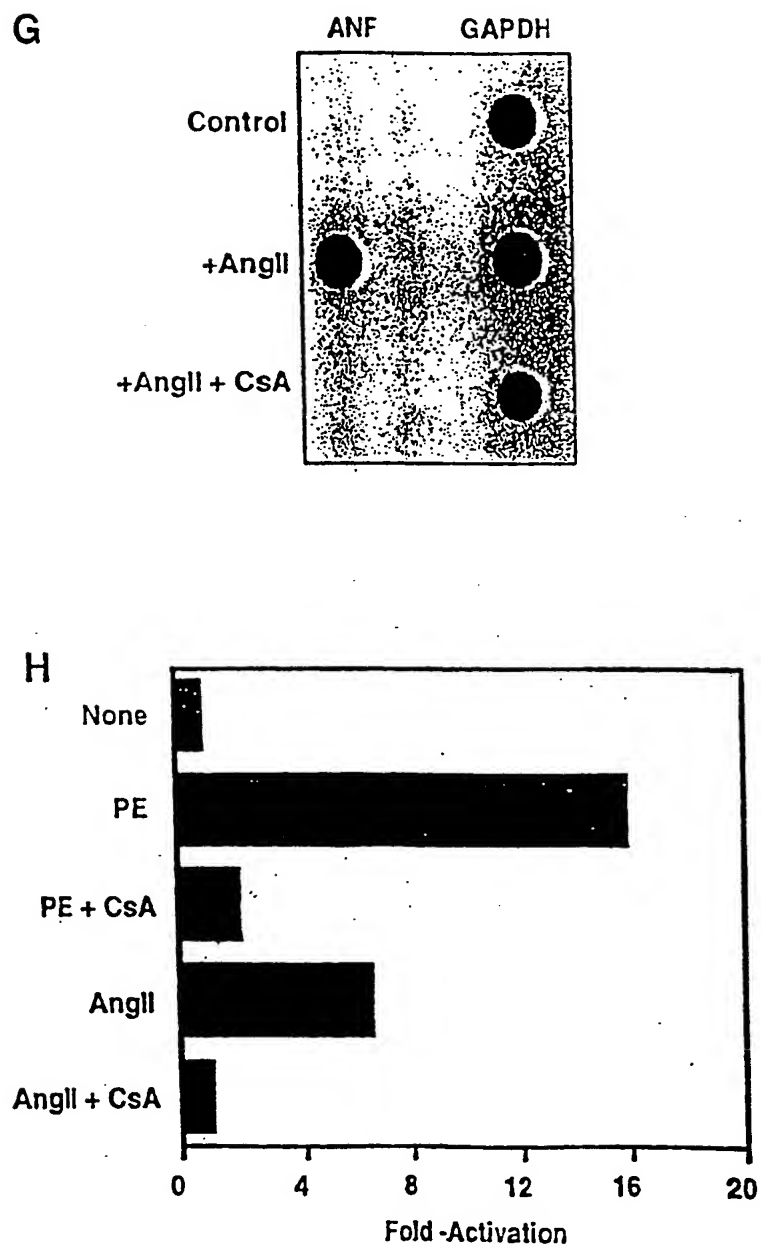 G
ANF GAPDH
Control
+AngII
+AngII + CsA
H
None
PE
PE + CsA
AngII
AngII + CsA
0 4 8 12 16 20
Fold-Activation